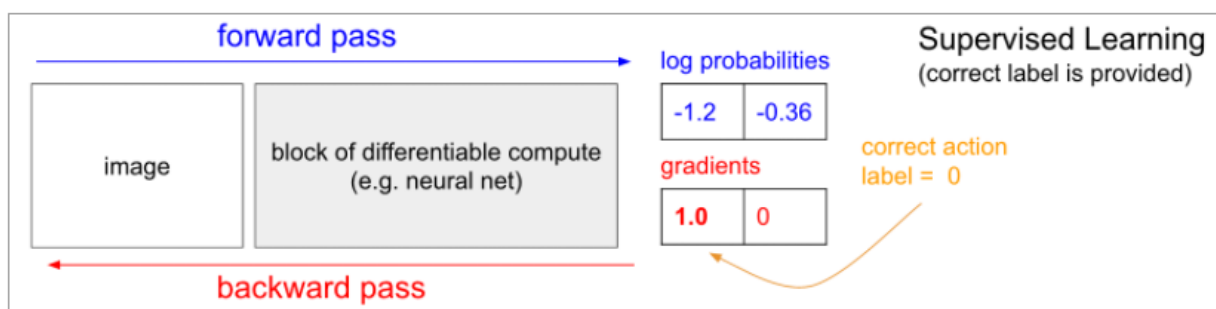 forward pass
Supervised Learning
(correct label is provided)
log probabilities
-1.2 -0.36
image
block of differentiable compute
(e.g. neural net)
correct action
label = 0
gradients
1.0 0
backward pass